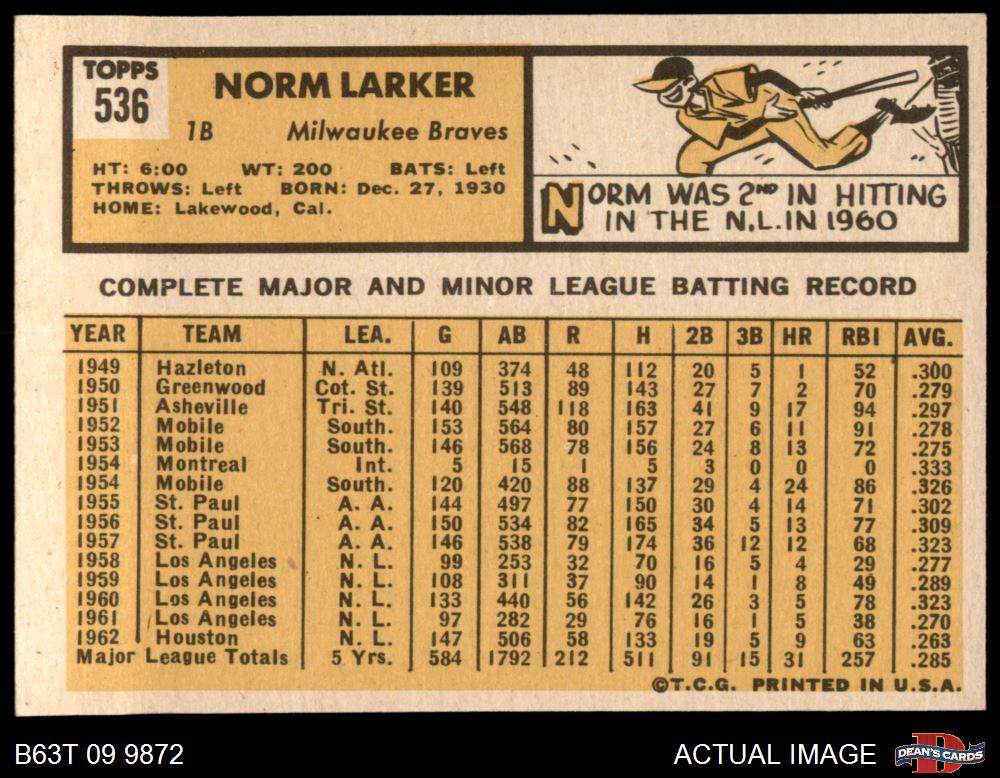 TOPPS
536
NORM LARKER
1B Milwaukee Braves
HT: 6:00 WT: 200 BATS: Left
THROWS: Left BORN: Dec. 27, 1930
HOME: Lakewood, Cal.
NORM WAS 2ND IN HITTING
IN THE N.L. IN 1960
COMPLETE MAJOR AND MINOR LEAGUE BATTING RECORD
YEAR TEAM LEA. G AB R H 2B 3B HR RBI AVG.
1949 Hazleton N. Atl. 109 374 48 112 20 5 1 52 .300
1950 Greenwood Cot. St. 139 513 89 143 27 7 2 70 .279
1951 Asheville Tri. St. 140 548 118 163 41 9 17 94 .297
1952 Mobile South. 153 564 80 157 27 6 11 91 .278
1953 Mobile South. 146 568 78 156 24 8 13 72 .275
1954 Montreal Int. 5 15 1 5 3 0 0 0 .333
1954 Mobile South. 120 420 88 137 29 4 24 86 .326
1955 St. Paul A. A. 144 497 77 150 30 4 14 71 .302
1956 St. Paul A. A. 150 534 82 165 34 5 13 77 .309
1957 St. Paul A. A. 146 538 79 174 36 12 12 68 .323
1958 Los Angeles N. L. 99 253 32 70 16 5 4 29 .277
1959 Los Angeles N. L. 108 311 37 90 14 1 8 49 .289
1960 Los Angeles N. L. 133 440 56 142 26 3 5 78 .323
1961 Los Angeles N. L. 97 282 29 76 16 1 5 38 .270
1962 Houston N. L. 147 506 58 133 19 5 9 63 .263
Major League Totals 5 Yrs. 584 1792 212 511 91 15 31 257 .285
©T.C.G. PRINTED IN U.S.A.
B63T 09 9872 ACTUAL IMAGE DEAN'S CARDS